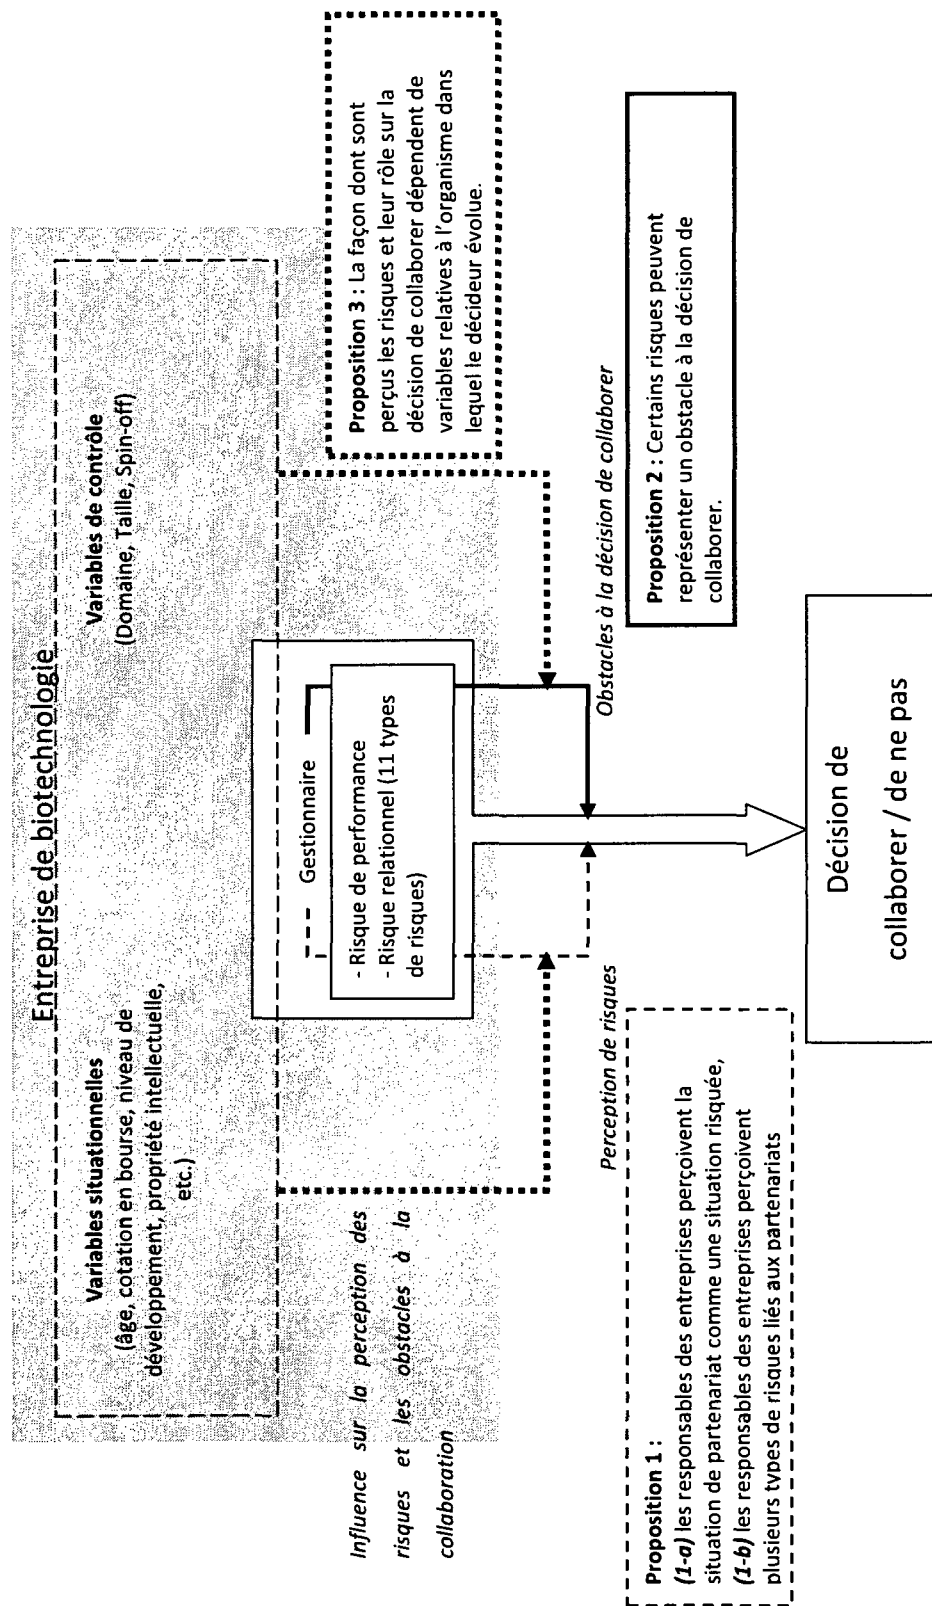 Entreprise de biotechnologie
Variables situationnelles
(âge, cotation en bourse, niveau de
développement, propriété intellectuelle,
etc.)
Variables de contrôle
(Domaine, Taille, Spin-off)
Gestionnaire
- Risque de performance
- Risque relationnel (11 types
de risques)
Influence sur la perception des
risques et les obstacles à la
collaboration
Proposition 3 : La façon dont sont
perçus les risques et leur rôle sur la
décision de collaborer dépendent de
variables relatives à l'organisme dans
lequel le décideur évolue.
Perception de risques
Obstacles à la décision de collaborer
Proposition 1 :
(1-a) les responsables des entreprises perçoivent la
situation de partenariat comme une situation risquée,
(1-b) les responsables des entreprises perçoivent
plusieurs types de risques liés aux partenariats
Proposition 2 : Certains risques peuvent
représenter un obstacle à la décision de
collaborer.
Décision de
collaborer / de ne pas